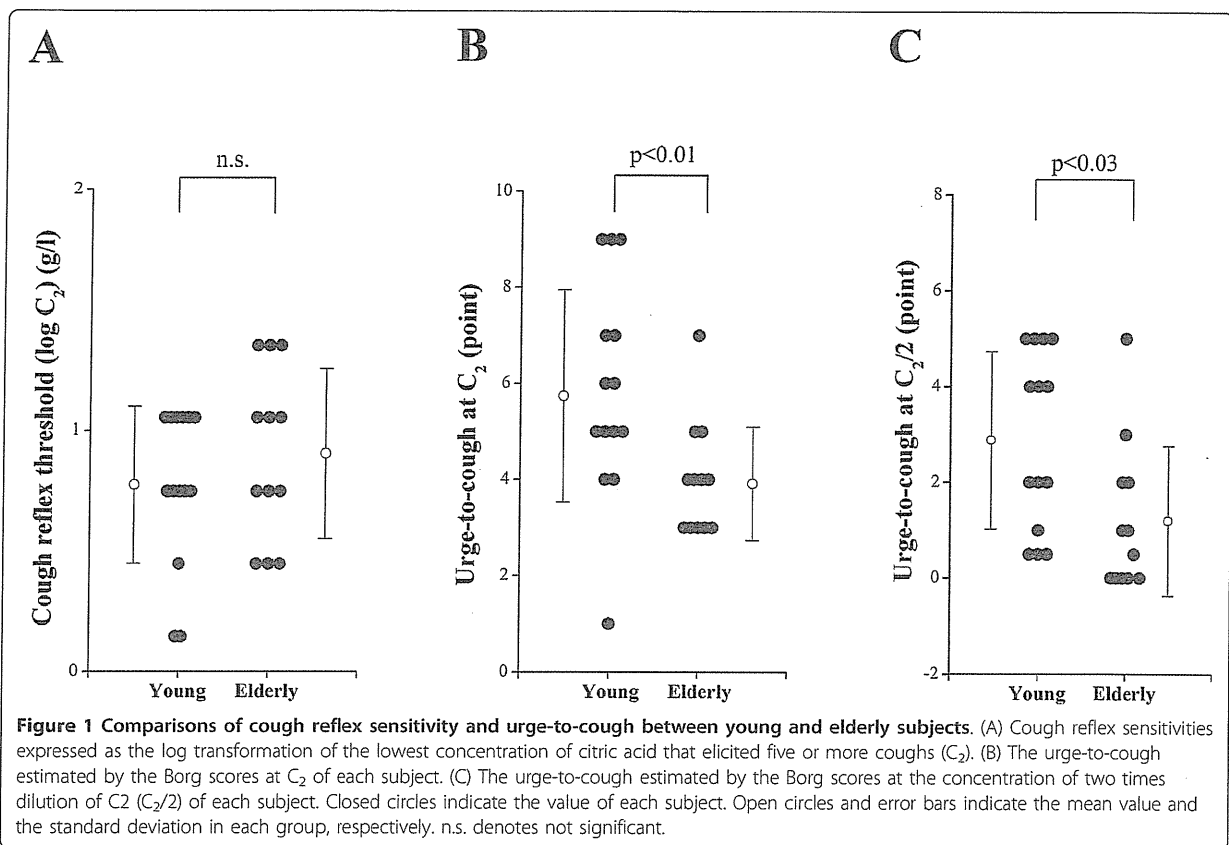 A
B
C
n.s.
p<0.01
p<0.03
2
1
0
Cough reflex threshold (log C₂) (g/l)
Young Elderly
10
8
6
4
2
0
Urge-to-cough at C₂ (point)
Young Elderly
8
6
4
2
0
-2
Urge-to-cough at C₂/2 (point)
Young Elderly
Figure 1 Comparisons of cough reflex sensitivity and urge-to-cough between young and elderly subjects. (A) Cough reflex sensitivities
expressed as the log transformation of the lowest concentration of citric acid that elicited five or more coughs (C₂). (B) The urge-to-cough
estimated by the Borg scores at C₂ of each subject. (C) The urge-to-cough estimated by the Borg scores at the concentration of two times
dilution of C2 (C₂/2) of each subject. Closed circles indicate the value of each subject. Open circles and error bars indicate the mean value and
the standard deviation in each group, respectively. n.s. denotes not significant.